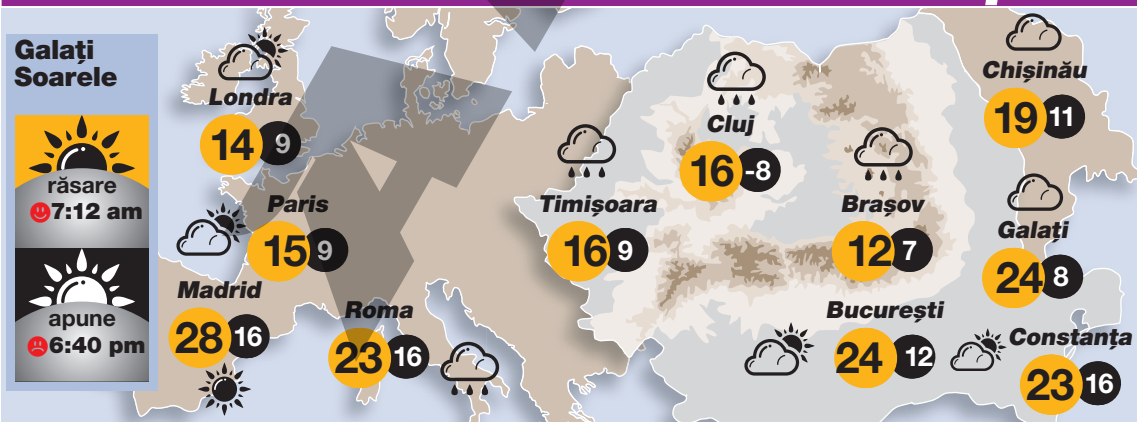 Galați
Soarele
răsare
7:12 am
apune
6:40 pm
Londra
14 9
Paris
15 9
Madrid
28 16
Roma
23 16
Timișoara
16 9
Cluj
16 -8
Brașov
12 7
București
24 12
Chișinău
19 11
Galați
24 8
Constanța
23 16